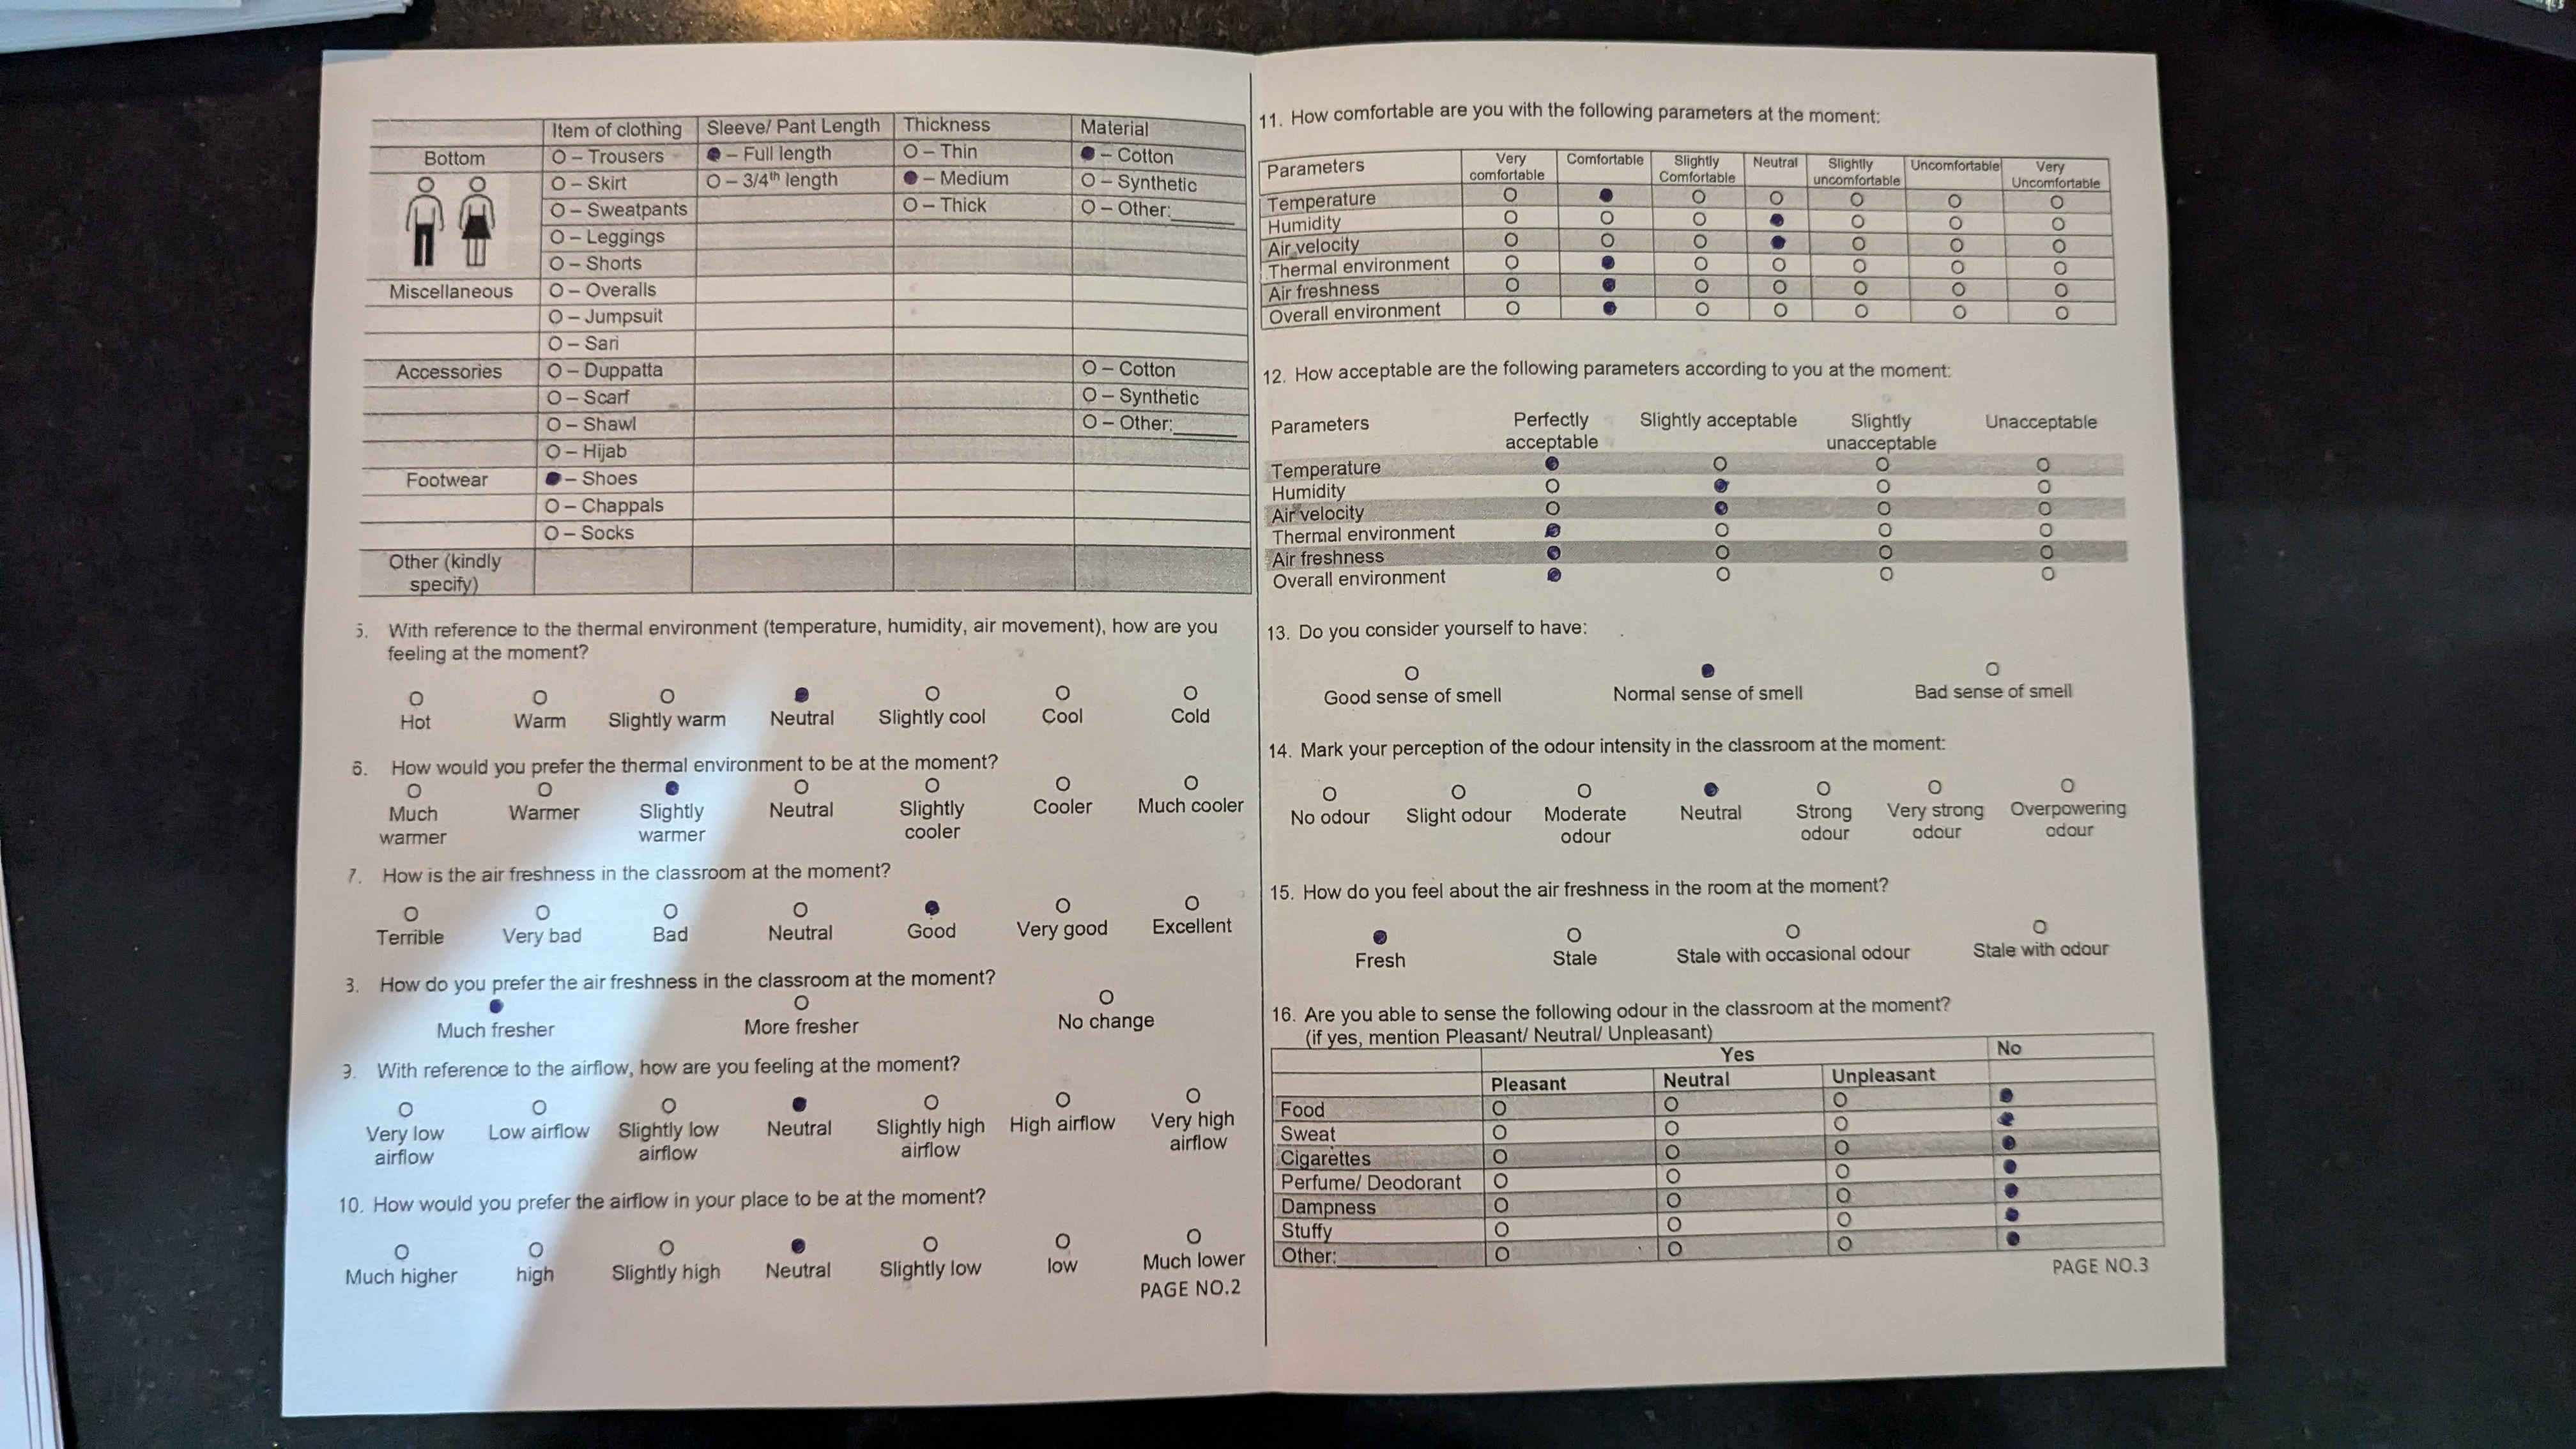 Item of clothing Sleeve/ Pant Length Thickness Material
Bottom O – Trousers ● – Full length O – Thin ● – Cotton
O – Skirt O – 3/4th length ● – Medium O – Synthetic
O – Sweatpants O – Thick O – Other:______
O – Leggings
O – Shorts
Miscellaneous O – Overalls
O – Jumpsuit
O – Sari
Accessories O – Duppatta O – Cotton
O – Scarf O – Synthetic
O – Shawl O – Other:______
O – Hijab
Footwear ● – Shoes
O – Chappals
O – Socks
Other (kindly
specify)
5. With reference to the thermal environment (temperature, humidity, air movement), how are you
feeling at the moment?
O O O ● O O O
Hot Warm Slightly warm Neutral Slightly cool Cool Cold
6. How would you prefer the thermal environment to be at the moment?
O O ● O O O O
Much Warmer Slightly Neutral Slightly Cooler Much cooler
warmer warmer cooler
7. How is the air freshness in the classroom at the moment?
O O O O ● O O
Terrible Very bad Bad Neutral Good Very good Excellent
3. How do you prefer the air freshness in the classroom at the moment?
● O O
Much fresher More fresher No change
9. With reference to the airflow, how are you feeling at the moment?
O O O ● O O O
Very low Low airflow Slightly low Neutral Slightly high High airflow Very high
airflow airflow airflow airflow
10. How would you prefer the airflow in your place to be at the moment?
O O O ● O O O
Much higher high Slightly high Neutral Slightly low low Much lower
PAGE NO.2
11. How comfortable are you with the following parameters at the moment:
Parameters Very Comfortable Slightly Neutral Slightly Uncomfortable Very
comfortable Comfortable uncomfortable Uncomfortable
Temperature O ● O O O O O
Humidity O O O ● O O O
Air velocity O O O ● O O O
Thermal environment O ● O O O O O
Air freshness O ● O O O O O
Overall environment O ● O O O O O
12. How acceptable are the following parameters according to you at the moment:
Parameters Perfectly Slightly acceptable Slightly Unacceptable
acceptable unacceptable
Temperature ● O O O
Humidity O ● O O
Air velocity O ● O O
Thermal environment ● O O O
Air freshness ● O O O
Overall environment ● O O O
13. Do you consider yourself to have:
O ● O
Good sense of smell Normal sense of smell Bad sense of smell
14. Mark your perception of the odour intensity in the classroom at the moment:
O O O ● O O O
No odour Slight odour Moderate Neutral Strong Very strong Overpowering
odour odour odour odour
15. How do you feel about the air freshness in the room at the moment?
● O O O
Fresh Stale Stale with occasional odour Stale with odour
16. Are you able to sense the following odour in the classroom at the moment?
(if yes, mention Pleasant/ Neutral/ Unpleasant)
Yes No
Pleasant Neutral Unpleasant
Food O O O ●
Sweat O O O ●
Cigarettes O O O ●
Perfume/ Deodorant O O O ●
Dampness O O O ●
Stuffy O O O ●
Other:________ O O O ●
PAGE NO.3